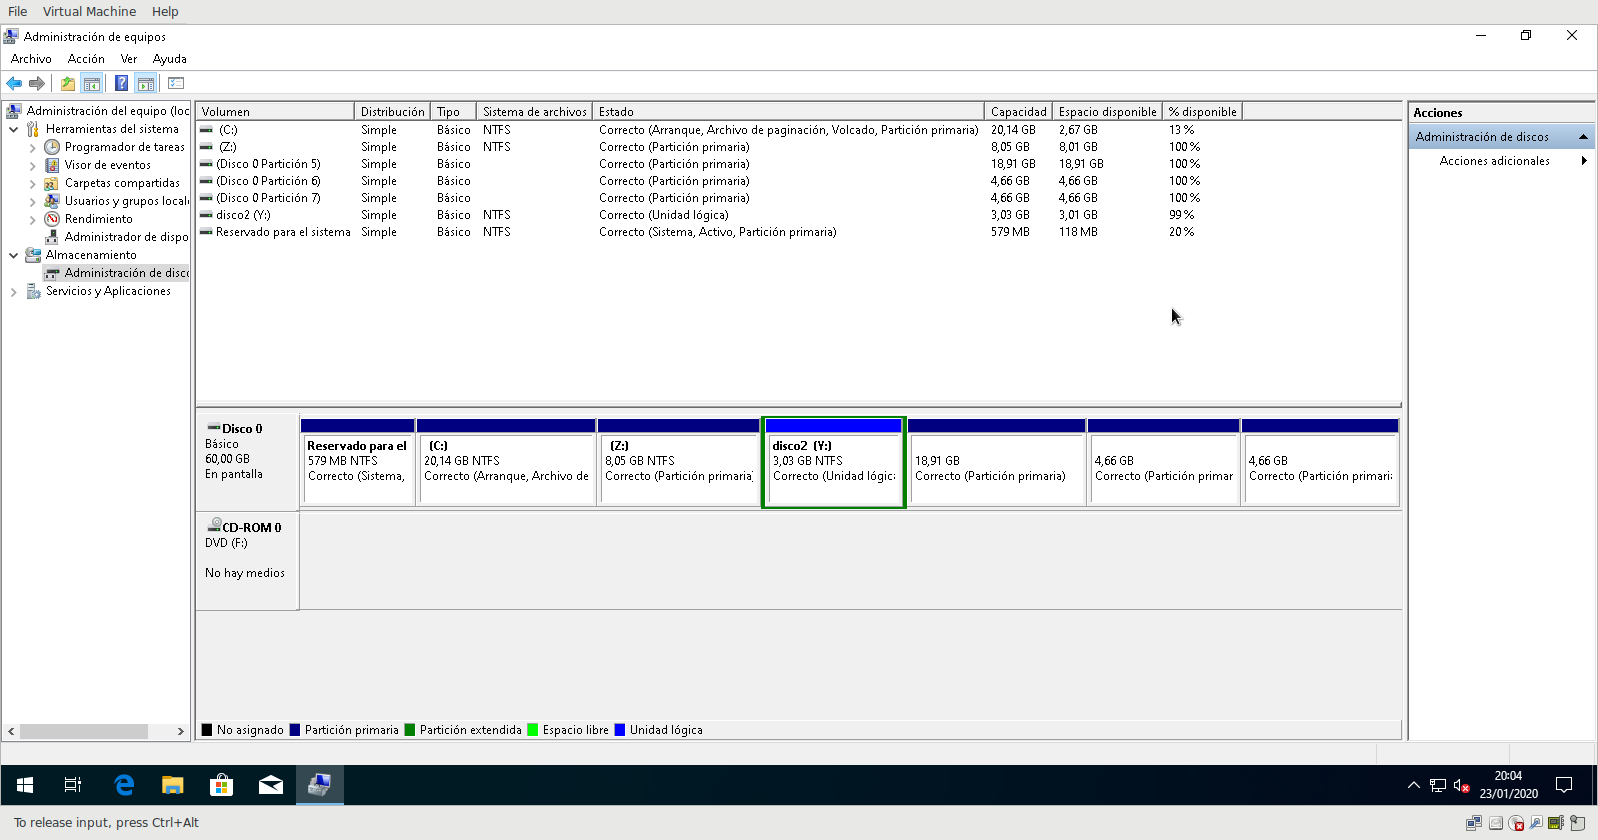 File Virtual Machine Help
Administración de equipos
Archivo Acción Ver Ayuda
Administración del equipo (loc
Herramientas del sistema
Programador de tareas
Visor de eventos
Carpetas compartidas
Usuarios y grupos local
Rendimiento
Administrador de dispo
Almacenamiento
Administración de disco
Servicios y Aplicaciones
Volumen Distribución Tipo Sistema de archivos Estado Capacidad Espacio disponible % disponible
(C:) Simple Básico NTFS Correcto (Arranque, Archivo de paginación, Volcado, Partición primaria) 20,14 GB 2,67 GB 13 %
(Z:) Simple Básico NTFS Correcto (Partición primaria) 8,05 GB 8,01 GB 100 %
(Disco 0 Partición 5) Simple Básico Correcto (Partición primaria) 18,91 GB 18,91 GB 100 %
(Disco 0 Partición 6) Simple Básico Correcto (Partición primaria) 4,66 GB 4,66 GB 100 %
(Disco 0 Partición 7) Simple Básico Correcto (Partición primaria) 4,66 GB 4,66 GB 100 %
disco2 (Y:) Simple Básico NTFS Correcto (Unidad lógica) 3,03 GB 3,01 GB 99 %
Reservado para el sistema Simple Básico NTFS Correcto (Sistema, Activo, Partición primaria) 579 MB 118 MB 20 %
Acciones
Administración de discos
Acciones adicionales
Disco 0
Básico
60,00 GB
En pantalla
Reservado para el
579 MB NTFS
Correcto (Sistema,
(C:)
20,14 GB NTFS
Correcto (Arranque, Archivo de
(Z:)
8,05 GB NTFS
Correcto (Partición primaria)
disco2 (Y:)
3,03 GB NTFS
Correcto (Unidad lógic
18,91 GB
Correcto (Partición primaria)
4,66 GB
Correcto (Partición primar
4,66 GB
Correcto (Partición primari
CD-ROM 0
DVD (F:)
No hay medios
No asignado Partición primaria Partición extendida Espacio libre Unidad lógica
20:04
23/01/2020
To release input, press Ctrl+Alt